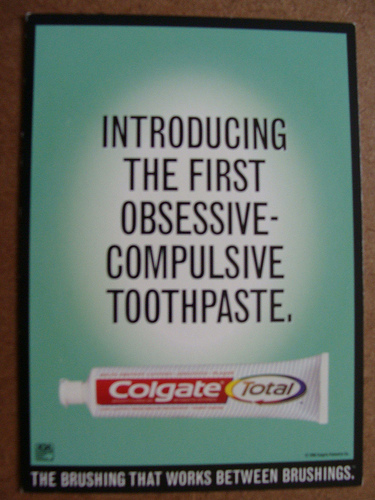 INTRODUCING
THE FIRST
OBSESSIVE-
COMPULSIVE
TOOTHPASTE.
Colgate Total
THE BRUSHING THAT WORKS BETWEEN BRUSHINGS.